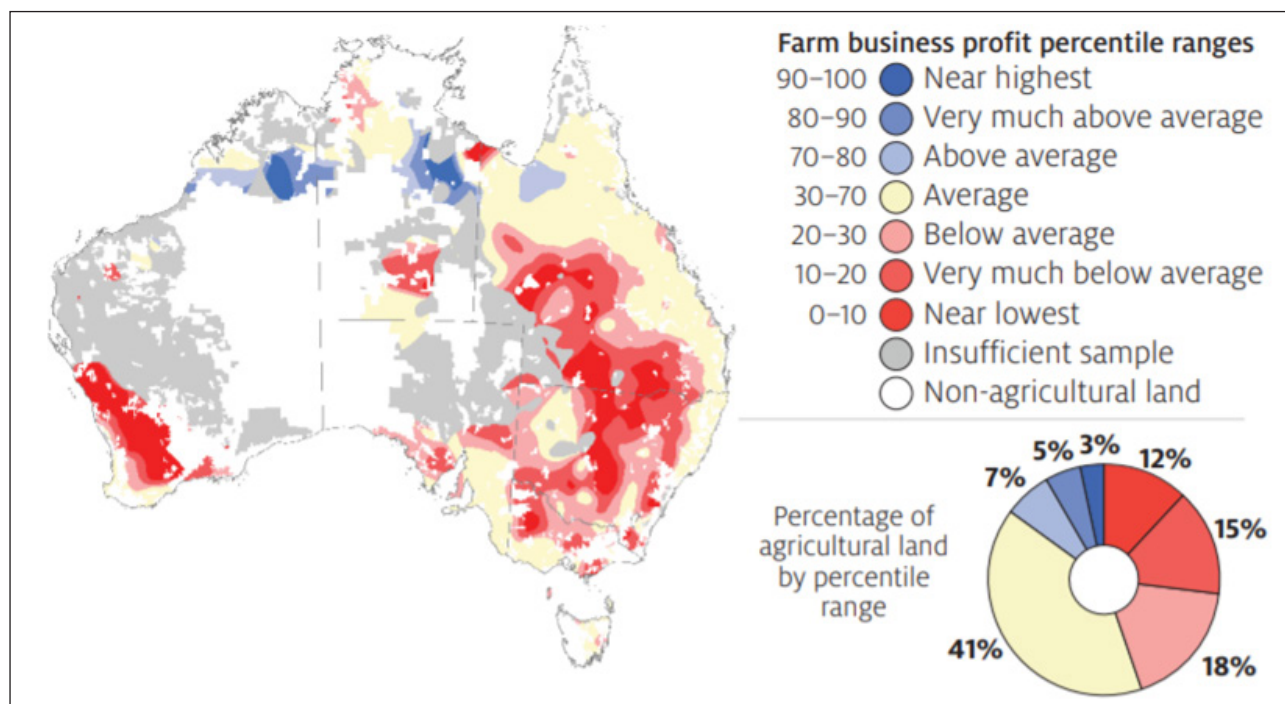 Farm business profit percentile ranges
90–100 Near highest
80–90 Very much above average
70–80 Above average
30–70 Average
20–30 Below average
10–20 Very much below average
0–10 Near lowest
Insufficient sample
Non-agricultural land
Percentage of
agricultural land
by percentile
range
3%
12%
15%
18%
41%
7%
5%